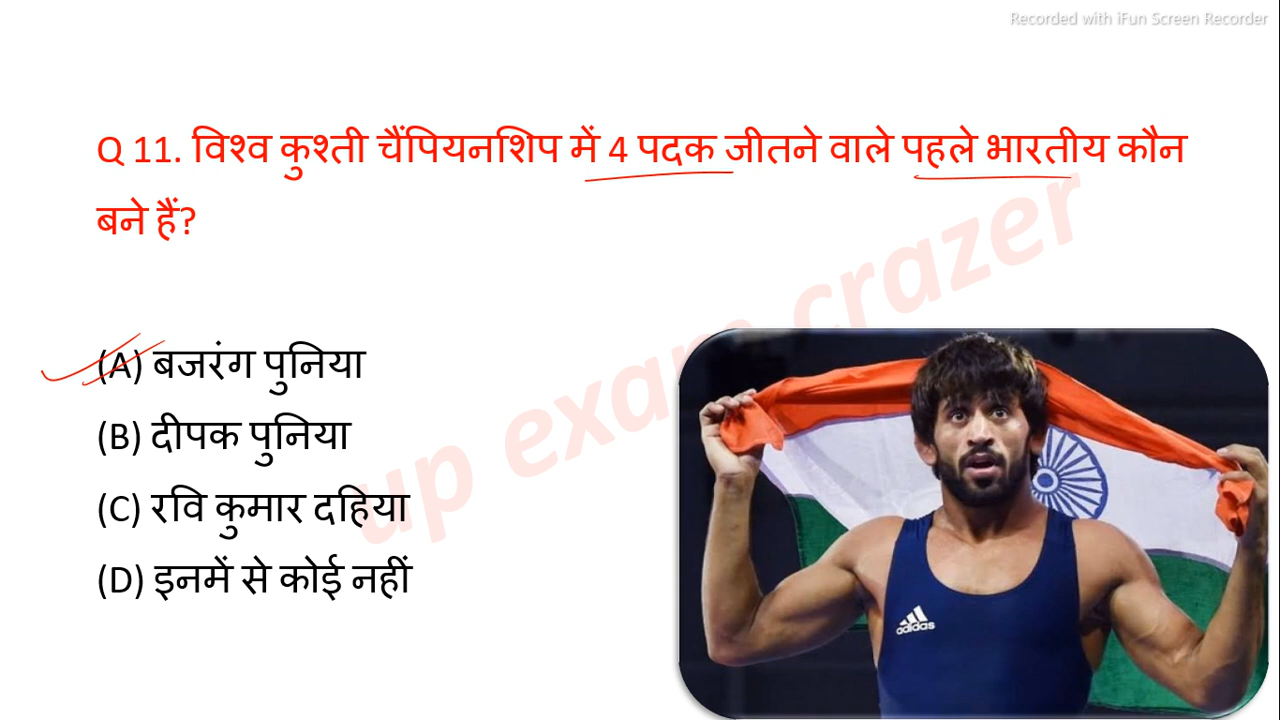 Recorded with iFun Screen Recorder
Q 11. विश्व कुश्ती चैंपियनशिप में 4 पदक जीतने वाले पहले भारतीय कौन
बने हैं?
up exam crazer
(A) बजरंग पुनिया
(B) दीपक पुनिया
(C) रवि कुमार दहिया
(D) इनमें से कोई नहीं
adidas